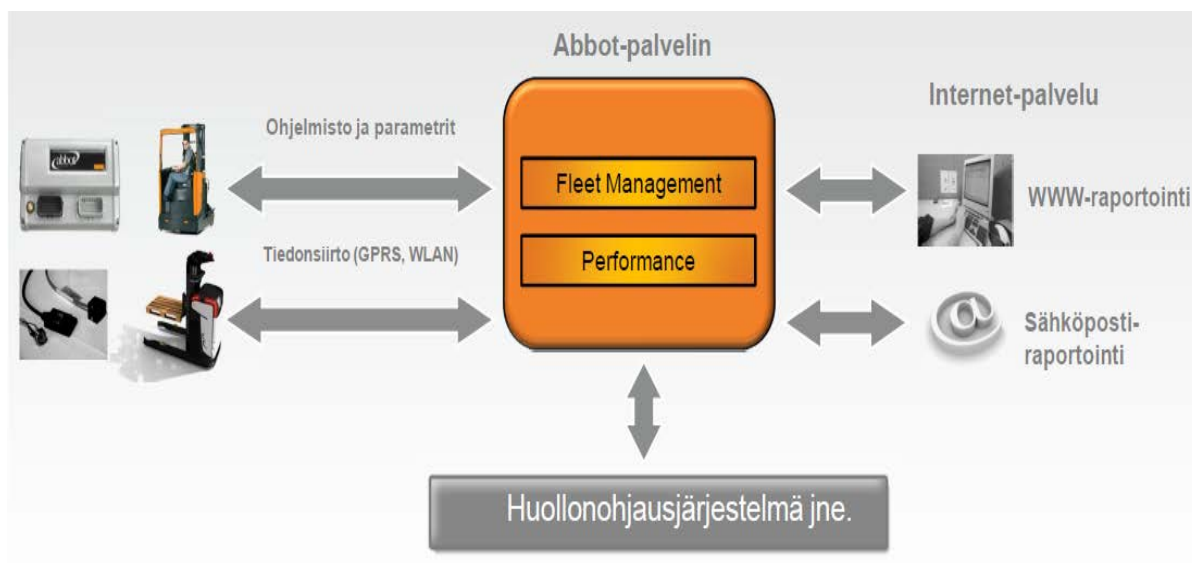 Abbot-palvelin
Internet-palvelu
Ohjelmisto ja parametrit
abbot
Fleet Management
WWW-raportointi
Tiedonsiirto (GPRS, WLAN)
Performance
@
Sähköposti-
raportointi
Huollonohjausjärjestelmä jne.